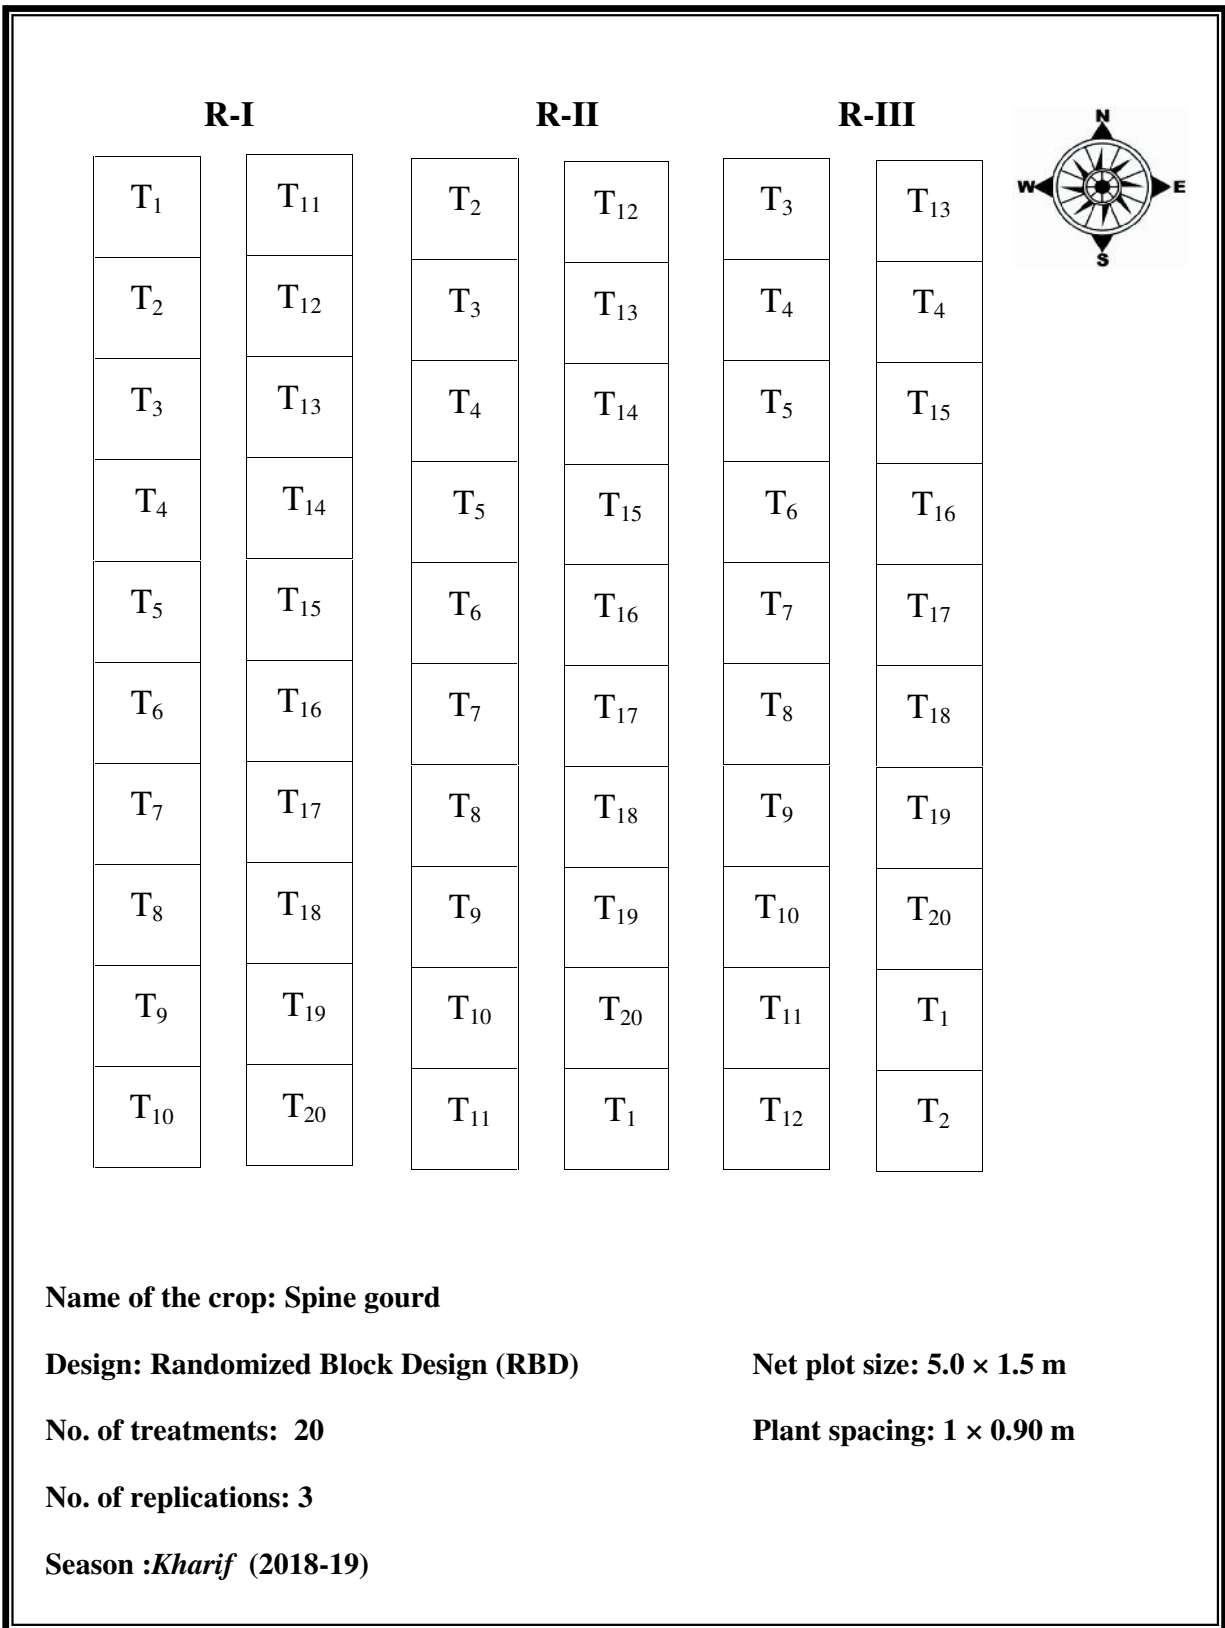 R-I R-II R-III
N
W E
S
T1 T11 T2 T12 T3 T13
T2 T12 T3 T13 T4 T4
T3 T13 T4 T14 T5 T15
T4 T14 T5 T15 T6 T16
T5 T15 T6 T16 T7 T17
T6 T16 T7 T17 T8 T18
T7 T17 T8 T18 T9 T19
T8 T18 T9 T19 T10 T20
T9 T19 T10 T20 T11 T1
T10 T20 T11 T1 T12 T2
Name of the crop: Spine gourd
Design: Randomized Block Design (RBD) Net plot size: 5.0 × 1.5 m
No. of treatments: 20 Plant spacing: 1 × 0.90 m
No. of replications: 3
Season :Kharif (2018-19)